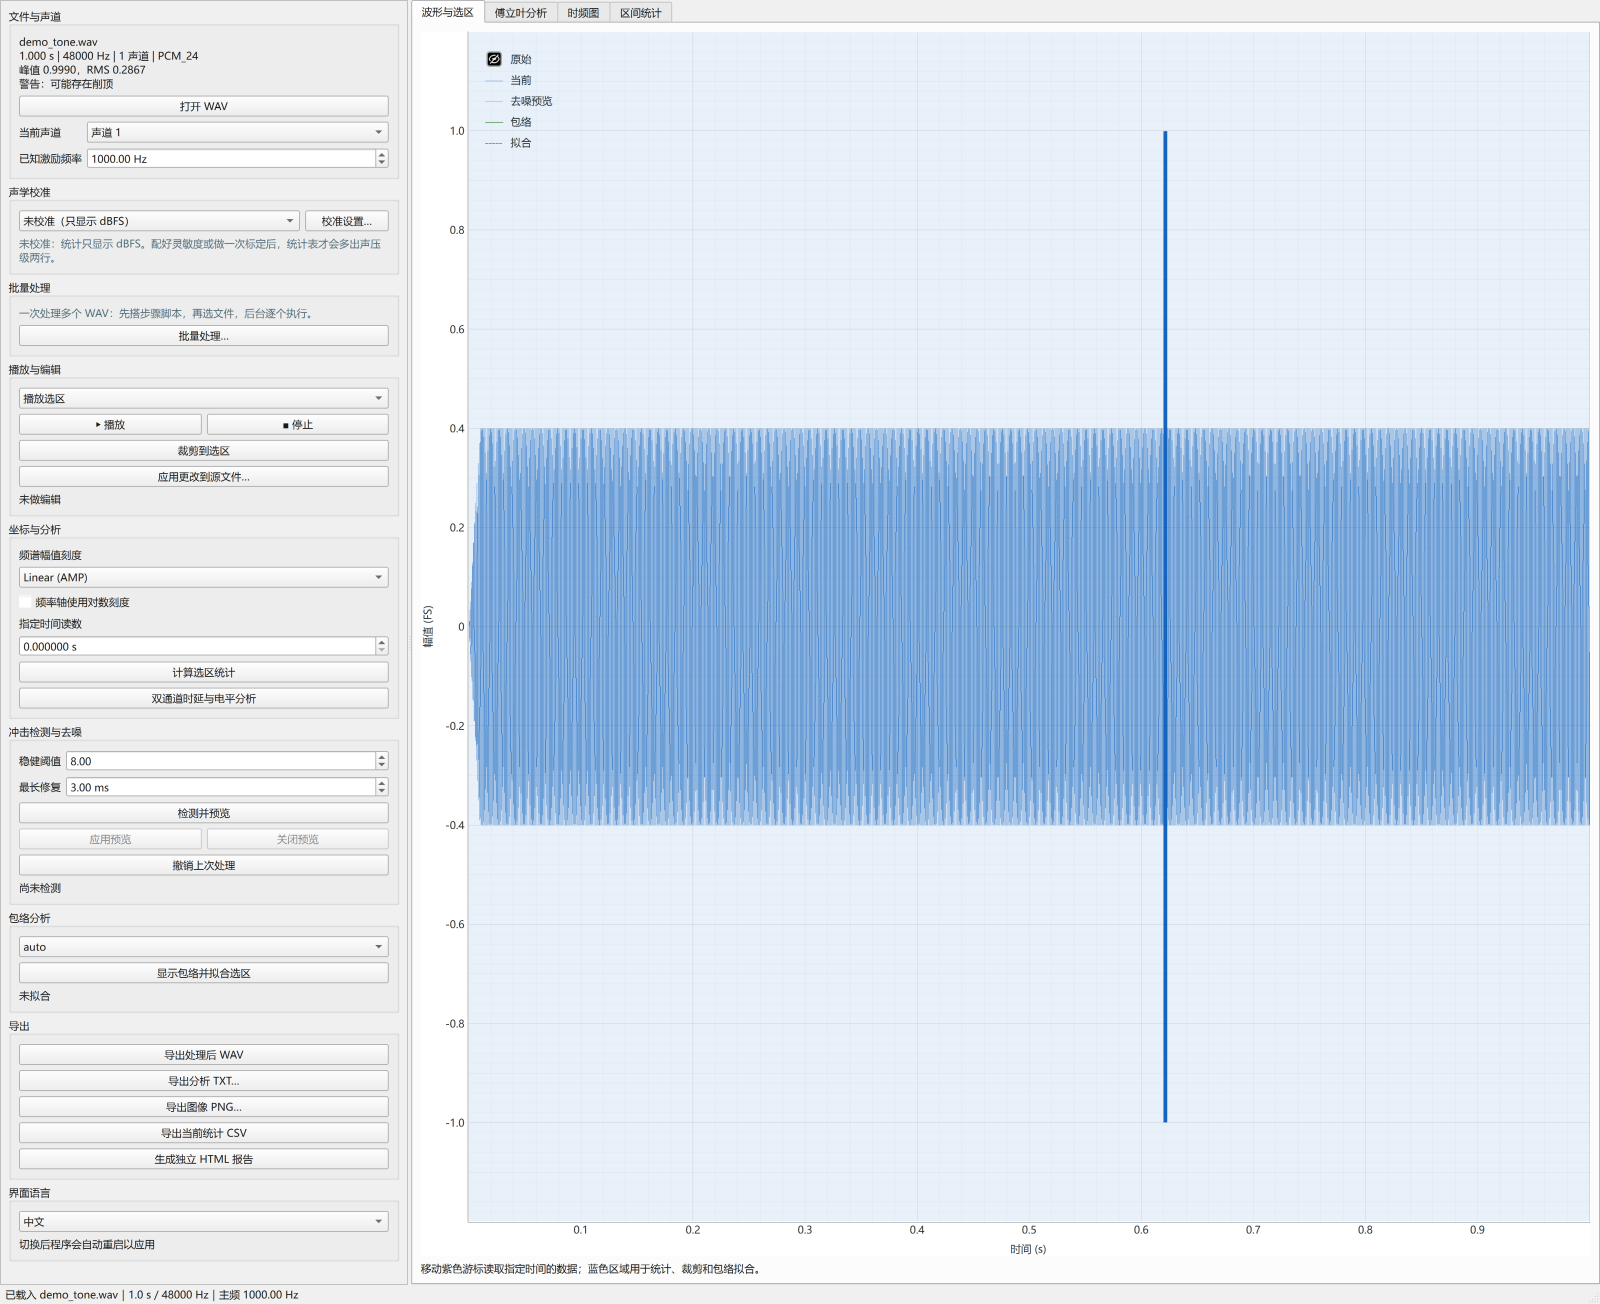 文件与声道
demo_tone.wav
1.000 s | 48000 Hz | 1 声道 | PCM_24
峰值 0.9990，RMS 0.2867
警告：可能存在削顶
打开 WAV
当前声道
声道 1
已知激励频率
1000.00 Hz
声学校准
未校准（只显示 dBFS）
校准设置...
未校准：统计只显示 dBFS。配好灵敏度或做一次标定后，统计表才会多出声压
级两行。
批量处理
一次处理多个 WAV：先搭步骤脚本，再选文件，后台逐个执行。
批量处理...
播放与编辑
播放选区
播放
停止
裁剪到选区
应用更改到源文件...
未做编辑
坐标与分析
频谱幅值刻度
Linear (AMP)
频率轴使用对数刻度
指定时间读数
0.000000 s
计算选区统计
双通道时延与电平分析
冲击检测与去噪
稳健阈值
8.00
最长修复
3.00 ms
检测并预览
应用预览
关闭预览
撤销上次处理
尚未检测
包络分析
auto
显示包络并拟合选区
未拟合
导出
导出处理后 WAV
导出分析 TXT...
导出图像 PNG...
导出当前统计 CSV
生成独立 HTML 报告
界面语言
中文
切换后程序会自动重启以应用
波形与选区
傅立叶分析
时频图
区间统计
原始
当前
去噪预览
包络
拟合
1.0
0.8
0.6
0.4
0.2
0
-0.2
-0.4
-0.6
-0.8
-1.0
幅值 (FS)
0.1
0.2
0.3
0.4
0.5
0.6
0.7
0.8
0.9
时间 (s)
移动紫色游标读取指定时间的数据；蓝色区域用于统计、裁剪和包络拟合。
已载入 demo_tone.wav | 1.0 s / 48000 Hz | 主频 1000.00 Hz